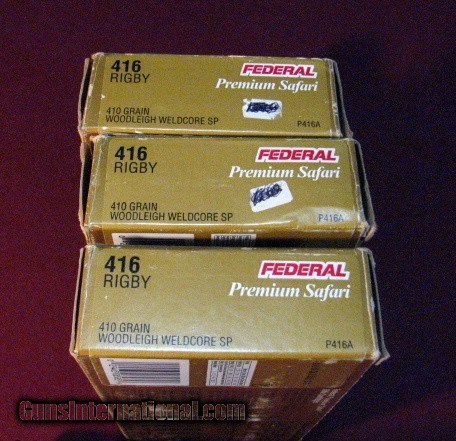 416
RIGBY
FEDERAL
Premium Safari
410 GRAIN
WOODLEIGH WELDCORE SP
P416A
416
RIGBY
FEDERAL
Premium Safari
410 GRAIN
WOODLEIGH WELDCORE SP
P416A
416
RIGBY
FEDERAL
Premium Safari
410 GRAIN
WOODLEIGH WELDCORE SP
P416A
GunsInternational.com